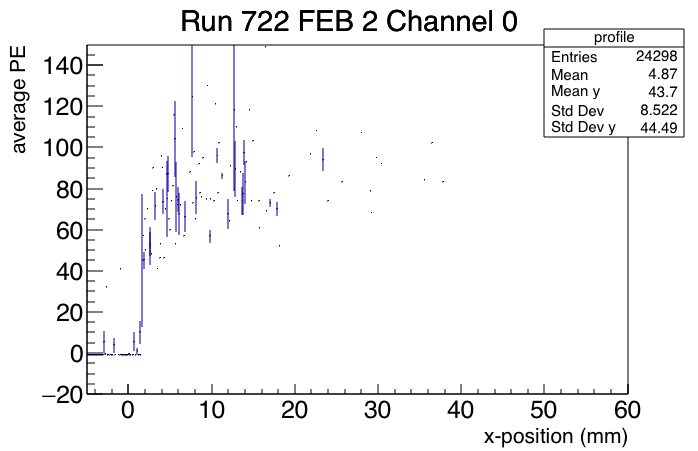 Run 722 FEB 2 Channel 0
profile
Entries 24298
Mean 4.87
Mean y 43.7
Std Dev 8.522
Std Dev y 44.49
average PE
140
120
100
80
60
40
20
0
−20
0 10 20 30 40 50 60
x-position (mm)